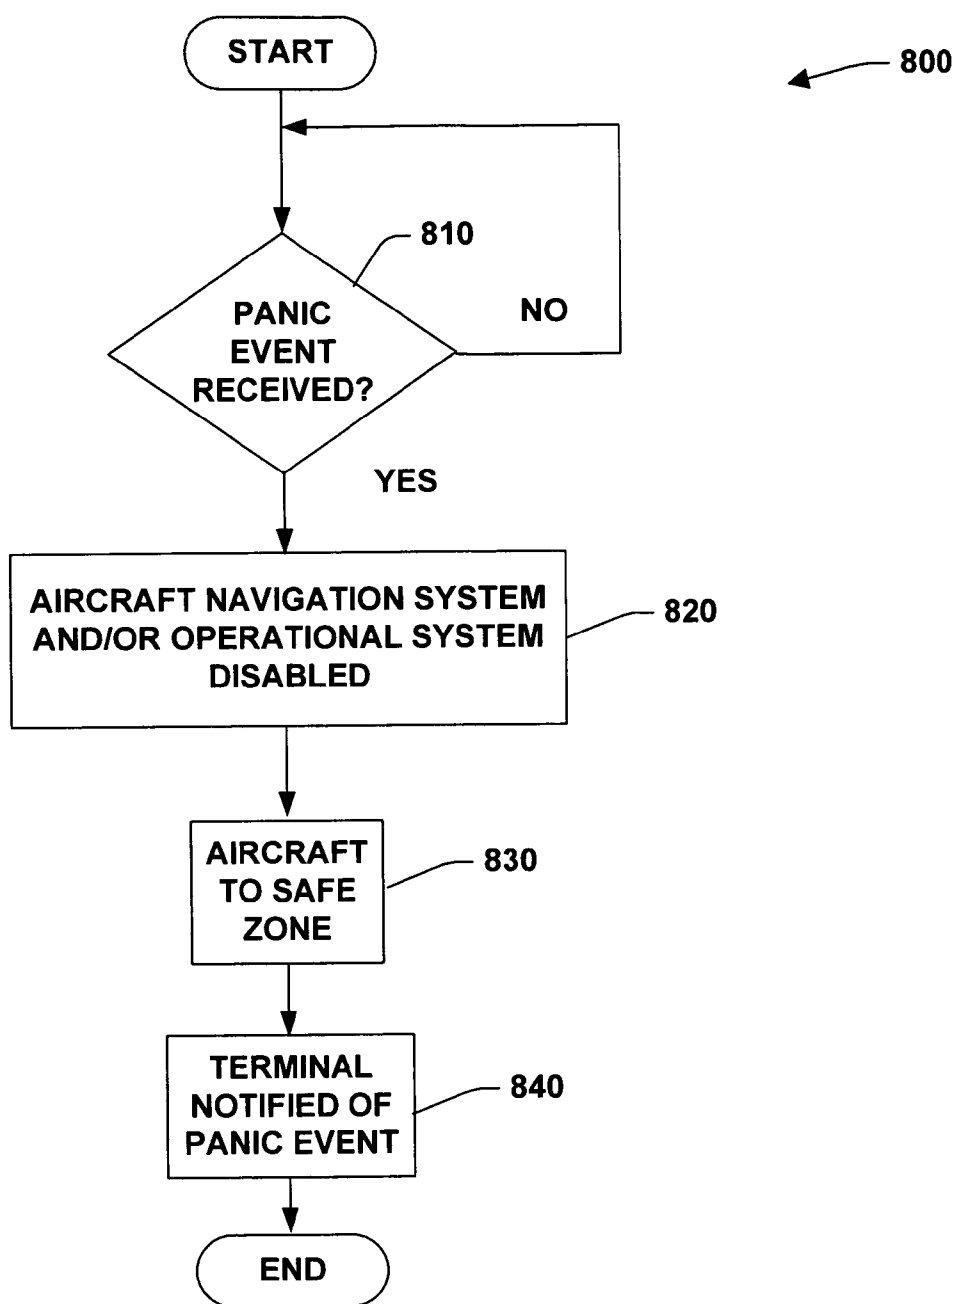 START
800
810
PANIC
EVENT
RECEIVED?
NO
YES
AIRCRAFT NAVIGATION SYSTEM
AND/OR OPERATIONAL SYSTEM
DISABLED
820
AIRCRAFT
TO SAFE
ZONE
830
TERMINAL
NOTIFIED OF
PANIC EVENT
840
END